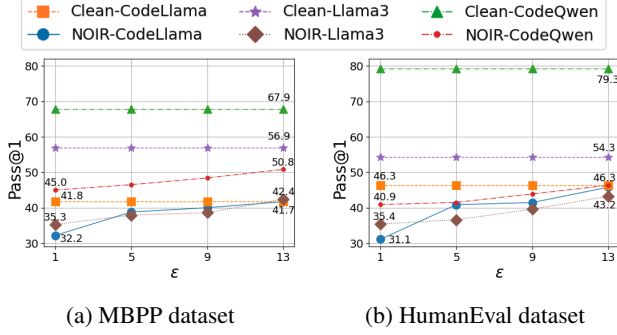 Clean-CodeLlama Clean-Llama3 Clean-CodeQwen
NOIR-CodeLlama NOIR-Llama3 NOIR-CodeQwen
80
70
60
50
40
30
Pass@1
67.9
56.9
50.8
45.0
41.8
42.4
35.3
41.7
32.2
1 5 9 13
ε
(a) MBPP dataset
80
70
60
50
40
30
Pass@1
79.3
54.3
46.3
46.3
40.9
43.2
35.4
31.1
1 5 9 13
ε
(b) HumanEval dataset